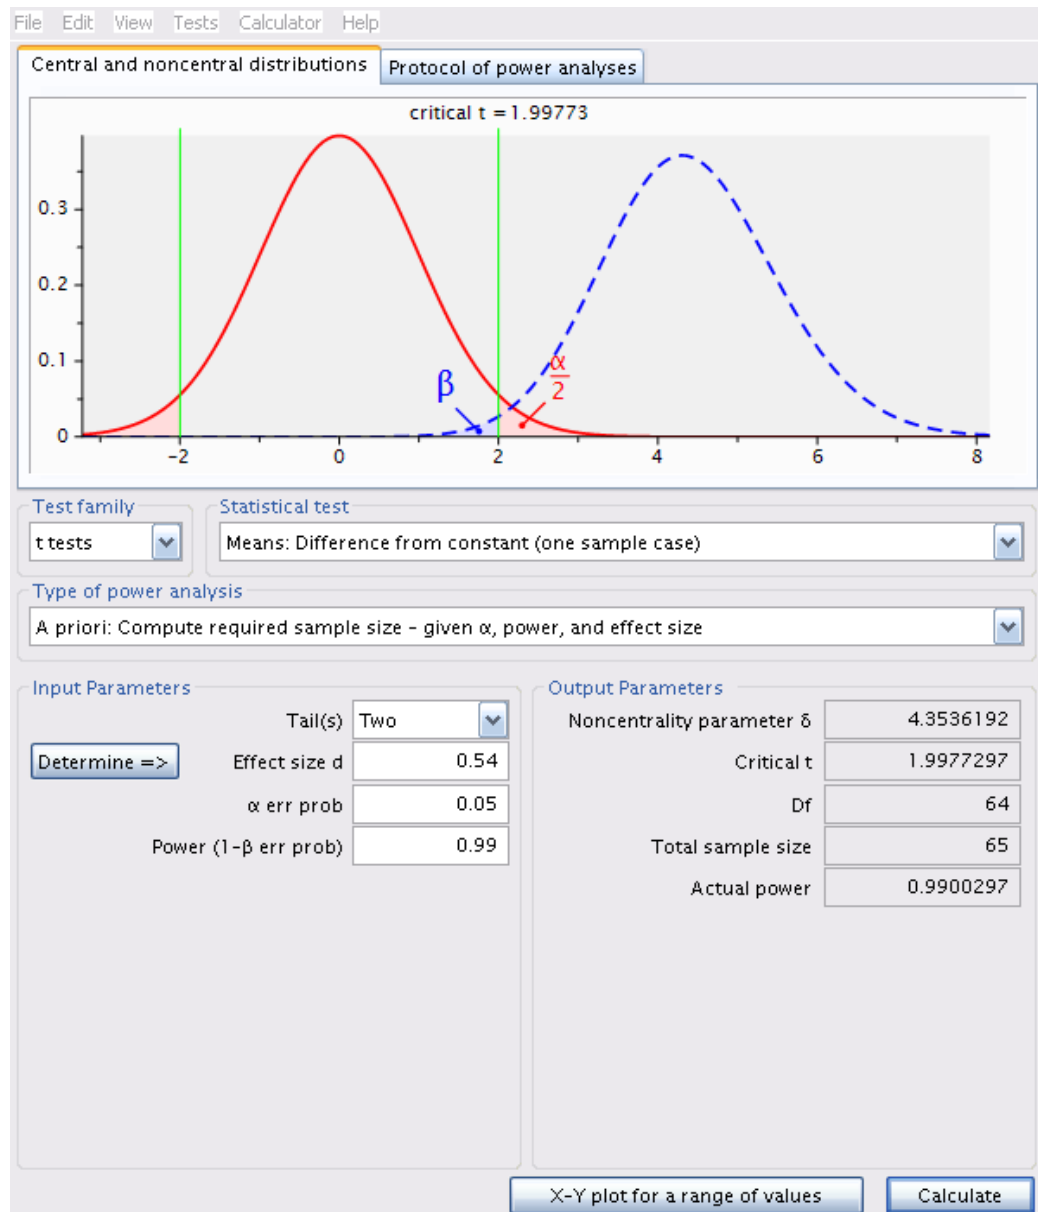 File Edit View Tests Calculator Help
Central and noncentral distributions Protocol of power analyses
critical t = 1.99773
0.3
0.2
0.1
0
β
α
2
-2 0 2 4 6 8
Test family Statistical test
t tests Means: Difference from constant (one sample case)
Type of power analysis
A priori: Compute required sample size – given α, power, and effect size
Input Parameters Output Parameters
Tail(s) Two Noncentrality parameter δ 4.3536192
Determine => Effect size d 0.54 Critical t 1.9977297
α err prob 0.05 Df 64
Power (1-β err prob) 0.99 Total sample size 65
Actual power 0.9900297
X-Y plot for a range of values Calculate